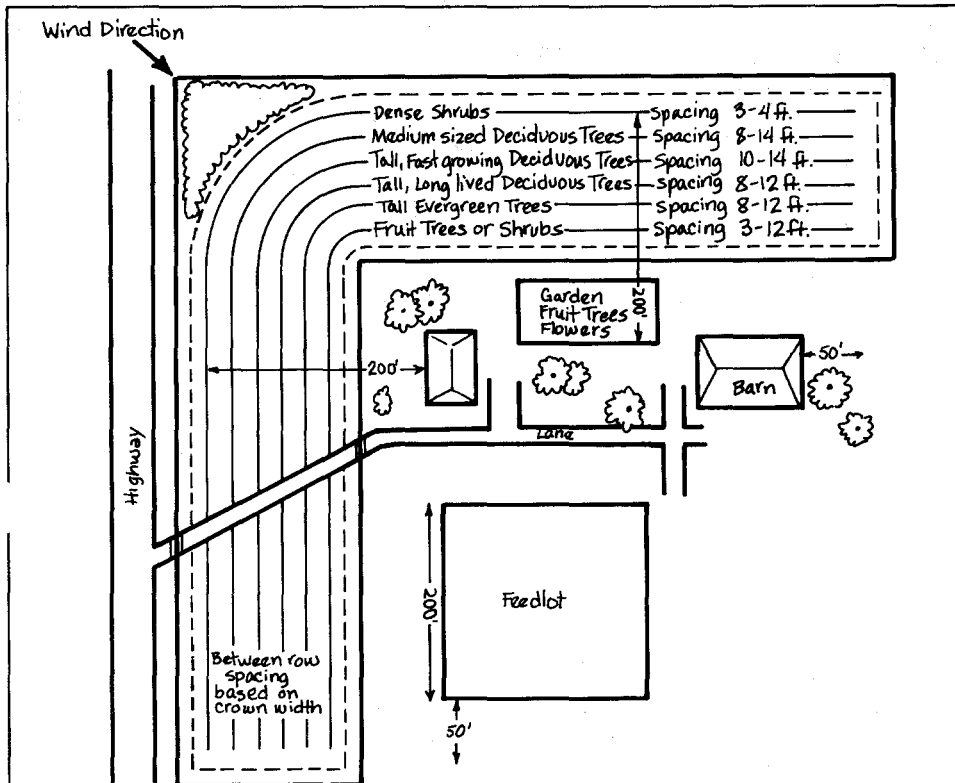 Wind Direction
Dense Shrubs Spacing 3-4 ft.
Medium sized Deciduous Trees Spacing 8-14 ft.
Tall, Fast growing Deciduous Trees Spacing 10-14 ft.
Tall, Long lived Deciduous Trees Spacing 8-12 ft.
Tall Evergreen Trees Spacing 8-12 ft.
Fruit Trees or Shrubs Spacing 3-12 ft.
Garden
Fruit Trees
Flowers
200'
200'
Barn
50'
Lane
Highway
Feedlot
200'
50'
Between row
spacing
based on
crown width